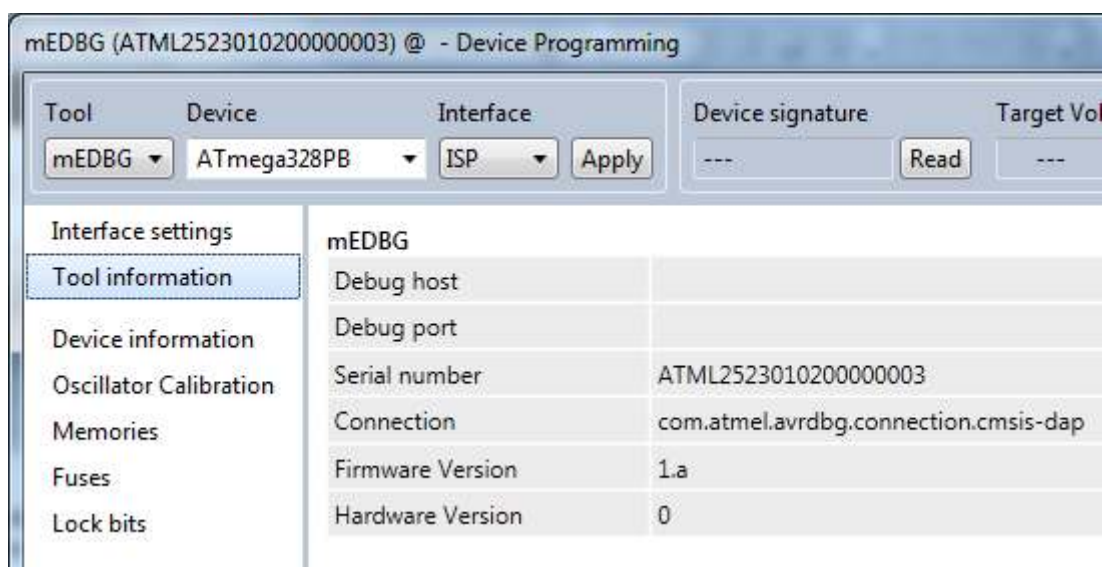 mEDBG (ATML2523010200000003) @ - Device Programming
Tool Device Interface Device signature Target Vol
mEDBG ATmega328PB ISP Apply --- Read ---
Interface settings
Tool information
Device information
Oscillator Calibration
Memories
Fuses
Lock bits
mEDBG
Debug host
Debug port
Serial number ATML2523010200000003
Connection com.atmel.avrdbg.connection.cmsis-dap
Firmware Version 1.a
Hardware Version 0